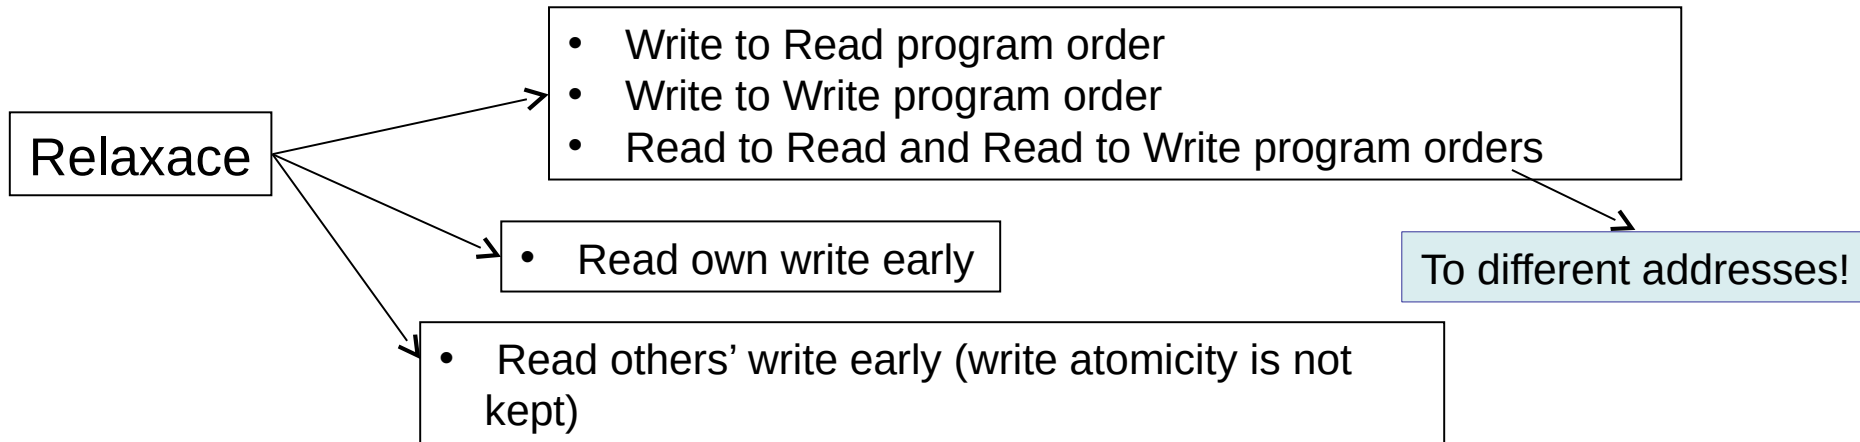 • Write to Read program order
• Write to Write program order
• Read to Read and Read to Write program orders
Relaxace
• Read own write early
To different addresses!
• Read others’ write early (write atomicity is not
kept)